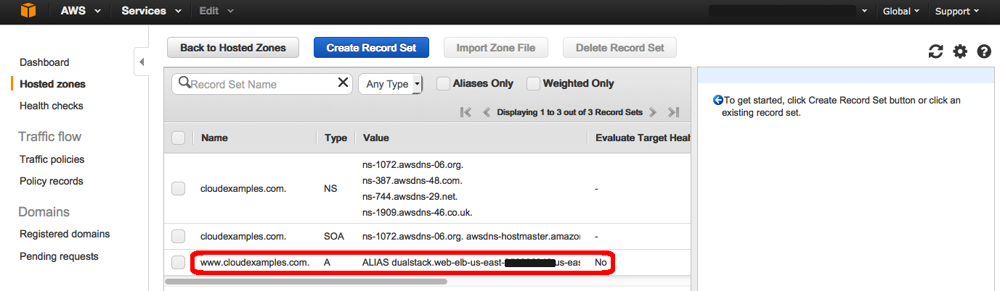 AWS Services Edit Global Support
Dashboard
Hosted zones
Health checks
Traffic flow
Traffic policies
Policy records
Domains
Registered domains
Pending requests
Back to Hosted Zones Create Record Set Import Zone File Delete Record Set
Record Set Name Any Type Aliases Only Weighted Only
Displaying 1 to 3 out of 3 Record Sets
Name Type Value Evaluate Target Heal
ns-1072.awsdns-06.org.
ns-387.awsdns-48.com.
cloudexamples.com. NS -
ns-744.awsdns-29.net.
ns-1909.awsdns-46.co.uk.
cloudexamples.com. SOA ns-1072.awsdns-06.org. awsdns-hostmaster.amazon -
www.cloudexamples.com. A ALIAS dualstack.web-elb-us-east- us-eas No
To get started, click Create Record Set button or click an
existing record set.